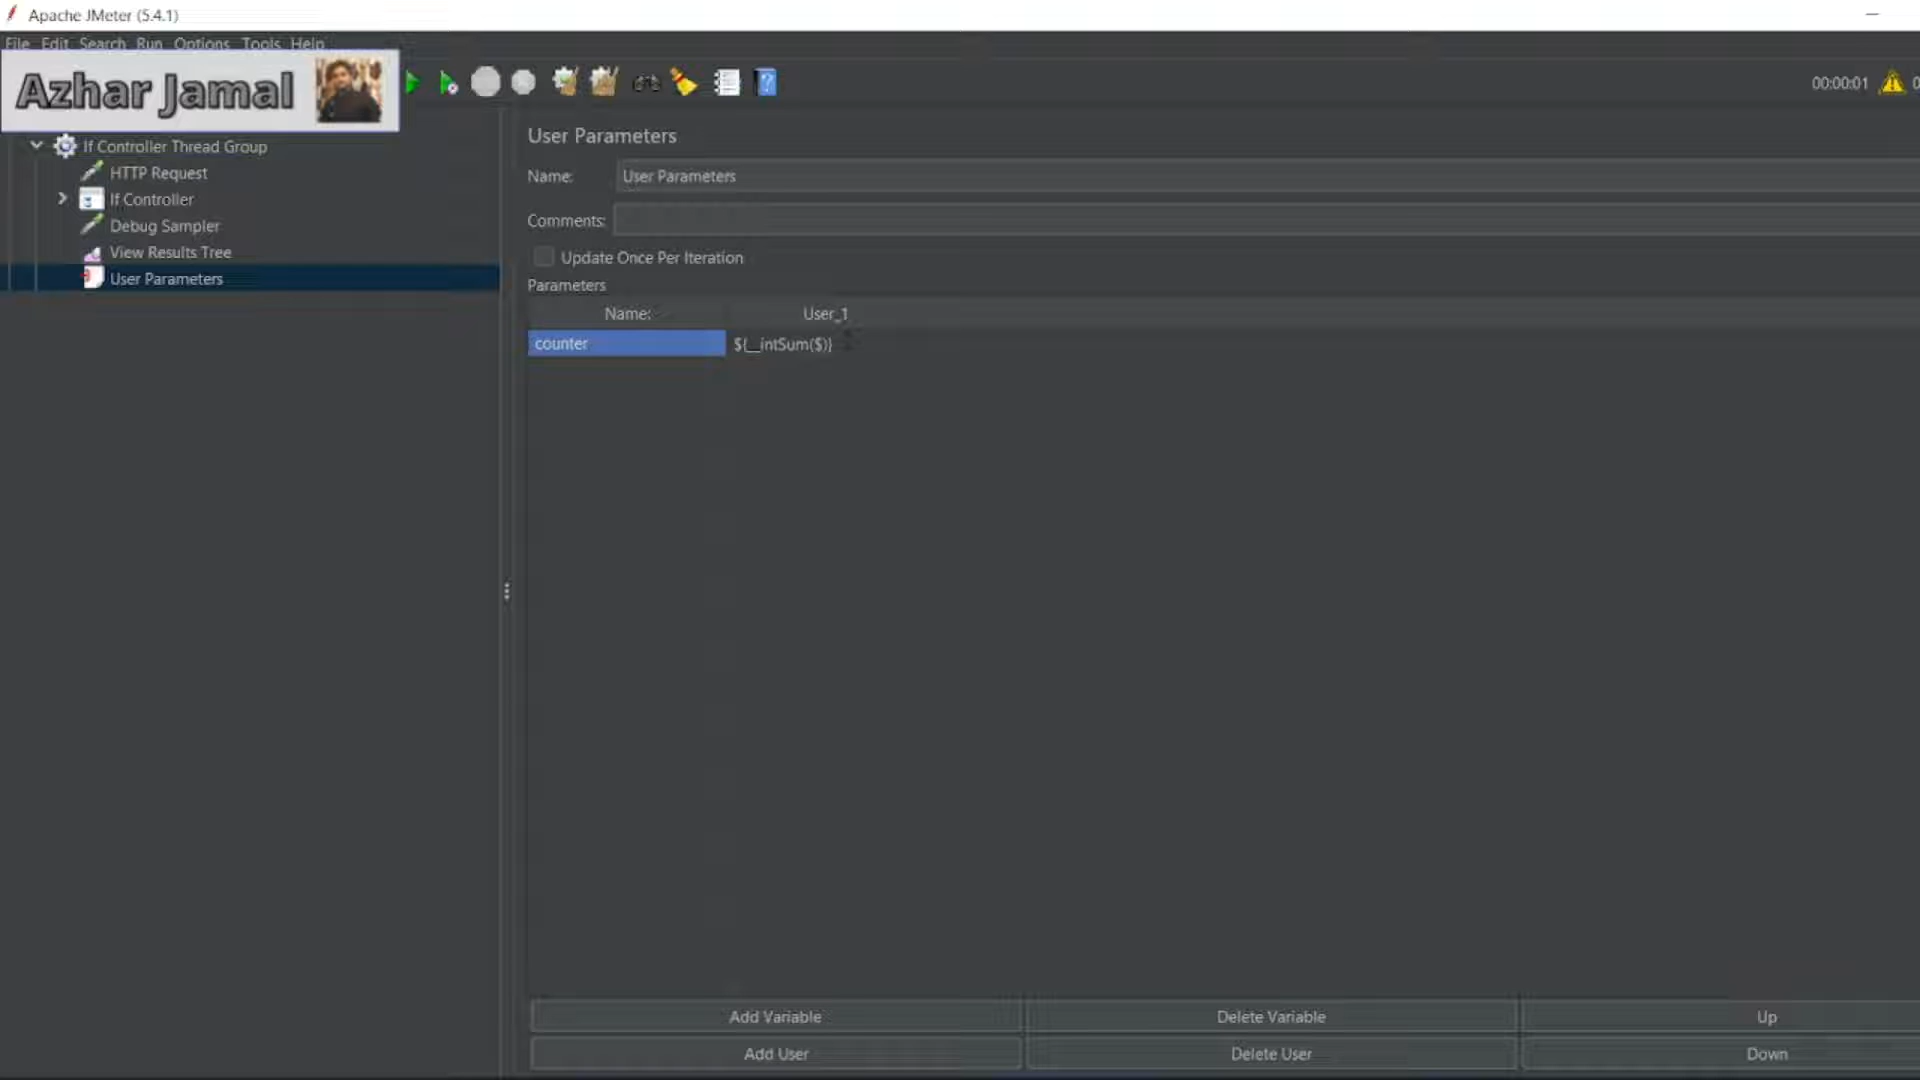 Apache JMeter (5.4.1)
File Edit Search Run Options Tools Help
Azhar Jamal
00:00:01
0
If Controller Thread Group
HTTP Request
If Controller
Debug Sampler
View Results Tree
User Parameters
User Parameters
Name: User Parameters
Comments:
Update Once Per Iteration
Parameters
Name: User_1
counter ${__intSum($)}
Add Variable Delete Variable Up
Add User Delete User Down